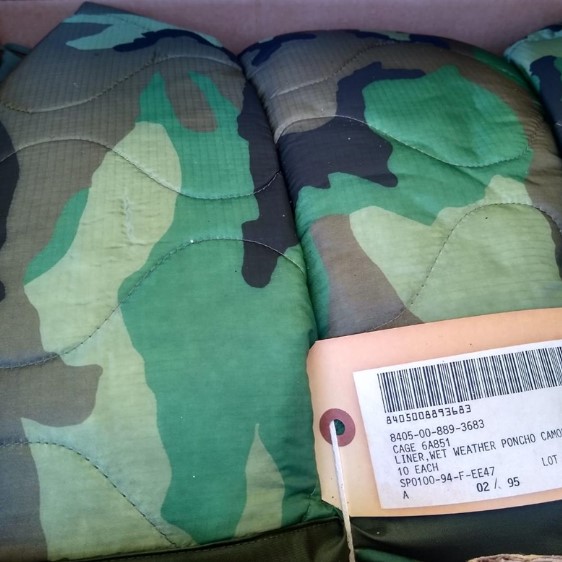 8405008893683
8405-00-889-3683
CAGE 6A851
LINER,WET WEATHER PONCHO CAMO
10 EACH
SP0100-94-F-EE47 LOT
A 02 /. 95